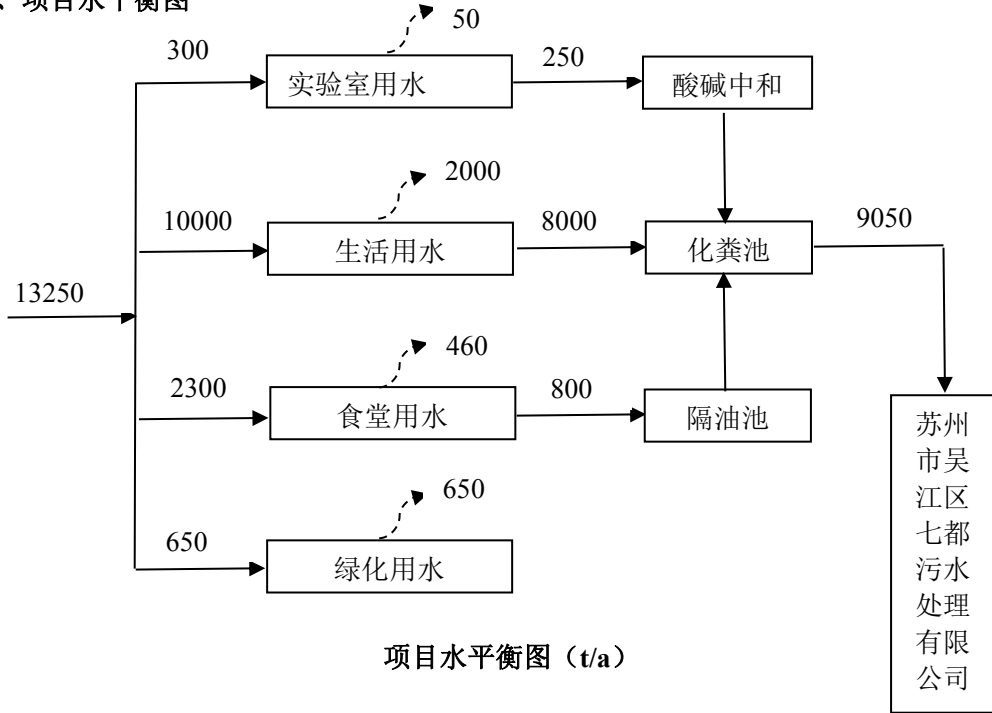 、项目水平衡图
50
300
实验室用水
250
酸碱中和
2000
10000
生活用水
8000
化粪池
9050
13250
460
2300
食堂用水
800
隔油池
650
650
绿化用水
苏州
市吴
江区
七都
污水
处理
有限
公司
项目水平衡图（t/a）